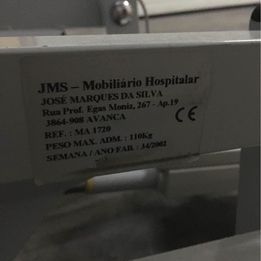 JMS – Mobiliário Hospitalar
JOSÉ MARQUES DA SILVA
Rua Prof. Egas Moniz, 267 - Ap.19
3864-908 AVANCA
CE
REF. : MA 1720
PESO MAX. ADM. : 110Kg
SEMANA / ANO FAB. : 34/2002